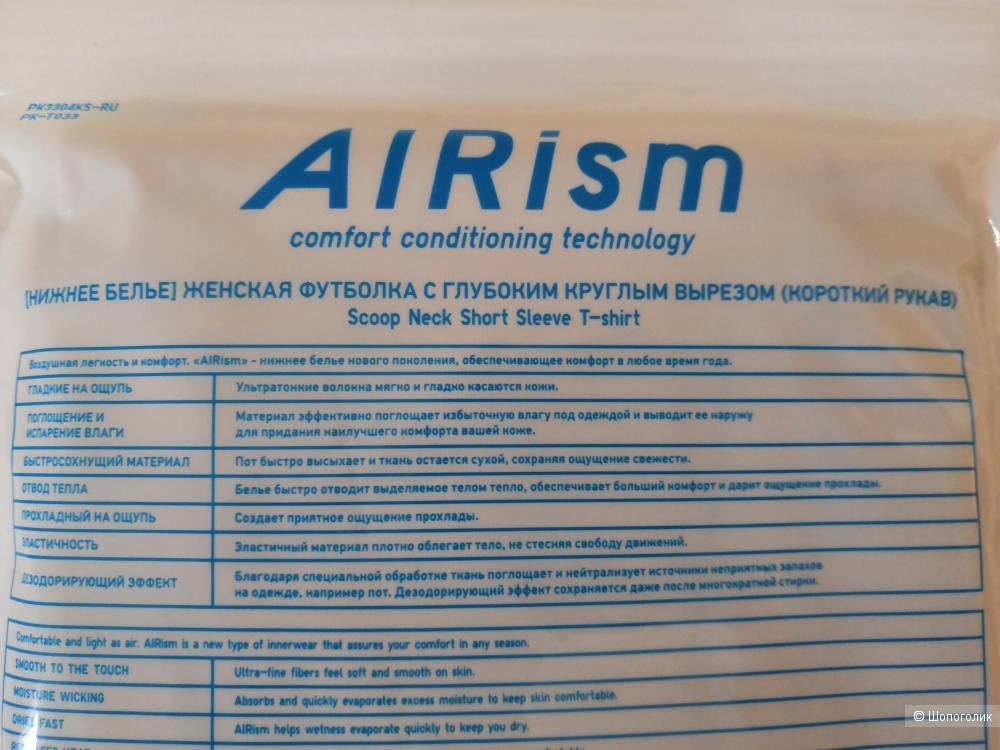 PK3304KS-RU
PK-T033
AIRism
comfort conditioning technology
[НИЖНЕЕ БЕЛЬЕ] ЖЕНСКАЯ ФУТБОЛКА С ГЛУБОКИМ КРУГЛЫМ ВЫРЕЗОМ (КОРОТКИЙ РУКАВ)
Scoop Neck Short Sleeve T-shirt
Воздушная легкость и комфорт. «AIRism» - нижнее белье нового поколения, обеспечивающее комфорт в любое время года.
ГЛАДКИЕ НА ОЩУПЬ Ультратонкие волокна мягко и гладко касаются кожи.
ПОГЛОЩЕНИЕ И
ИСПАРЕНИЕ ВЛАГИ
Материал эффективно поглощает избыточную влагу под одеждой и выводит ее наружу
для придания наилучшего комфорта вашей коже.
БЫСТРОСОХНУЩИЙ МАТЕРИАЛ Пот быстро высыхает и ткань остается сухой, сохраняя ощущение свежести.
ОТВОД ТЕПЛА Белье быстро отводит выделяемое телом тепло, обеспечивает больший комфорт и дарит ощущение прохлады.
ПРОХЛАДНЫЙ НА ОЩУПЬ Создает приятное ощущение прохлады.
ЭЛАСТИЧНОСТЬ Эластичный материал плотно облегает тело, не стесняя свободу движений.
ДЕЗОДОРИРУЮЩИЙ ЭФФЕКТ
Благодаря специальной обработке ткань поглощает и нейтрализует источники неприятных запахов
на одежде, например пот. Дезодорирующий эффект сохраняется даже после многократной стирки.
Comfortable and light as air. AIRism is a new type of innerwear that assures your comfort in any season.
SMOOTH TO THE TOUCH Ultra-fine fibers feel soft and smooth on skin.
MOISTURE WICKING Absorbs and quickly evaporates excess moisture to keep skin comfortable.
DRIES FAST AIRism helps wetness evaporate quickly to keep you dry.
© Шопоголик